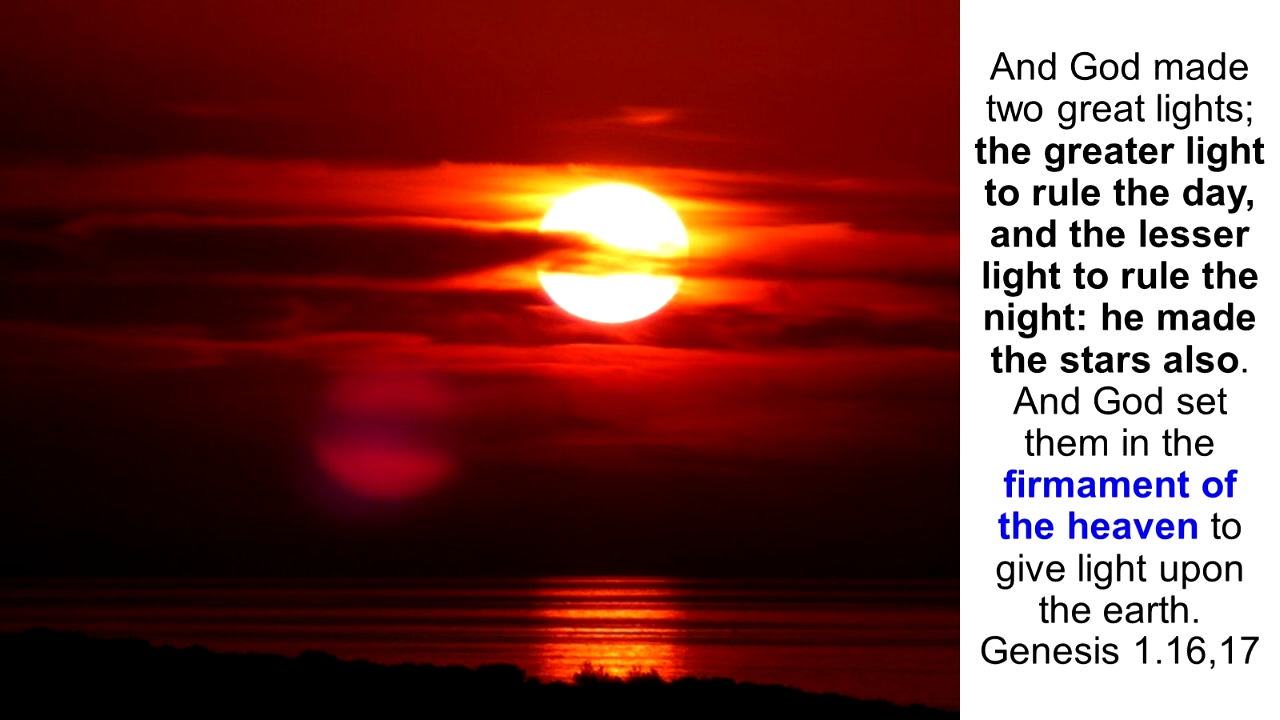 And God made
two great lights;
the greater light
to rule the day,
and the lesser
light to rule the
night: he made
the stars also.
And God set
them in the
firmament of
the heaven to
give light upon
the earth.
Genesis 1.16,17